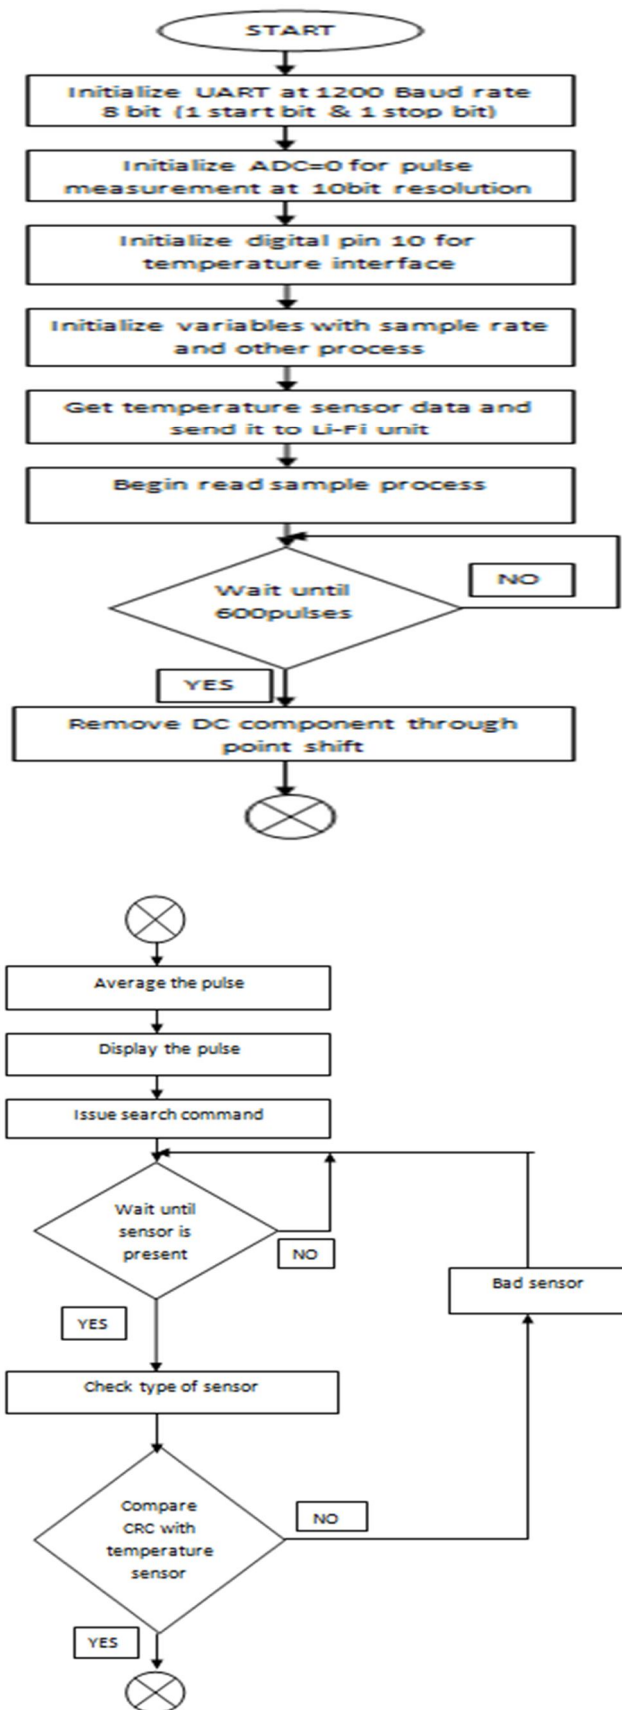 START
Initialize UART at 1200 Baud rate
8 bit (1 start bit & 1 stop bit)
Initialize ADC=0 for pulse
measurement at 10bit resolution
Initialize digital pin 10 for
temperature interface
Initialize variables with sample rate
and other process
Get temperature sensor data and
send it to Li-Fi unit
Begin read sample process
Wait until
600pulses
NO
YES
Remove DC component through
point shift
Average the pulse
Display the pulse
Issue search command
Wait until
sensor is
present
NO
Bad sensor
YES
Check type of sensor
Compare
CRC with
temperature
sensor
NO
YES